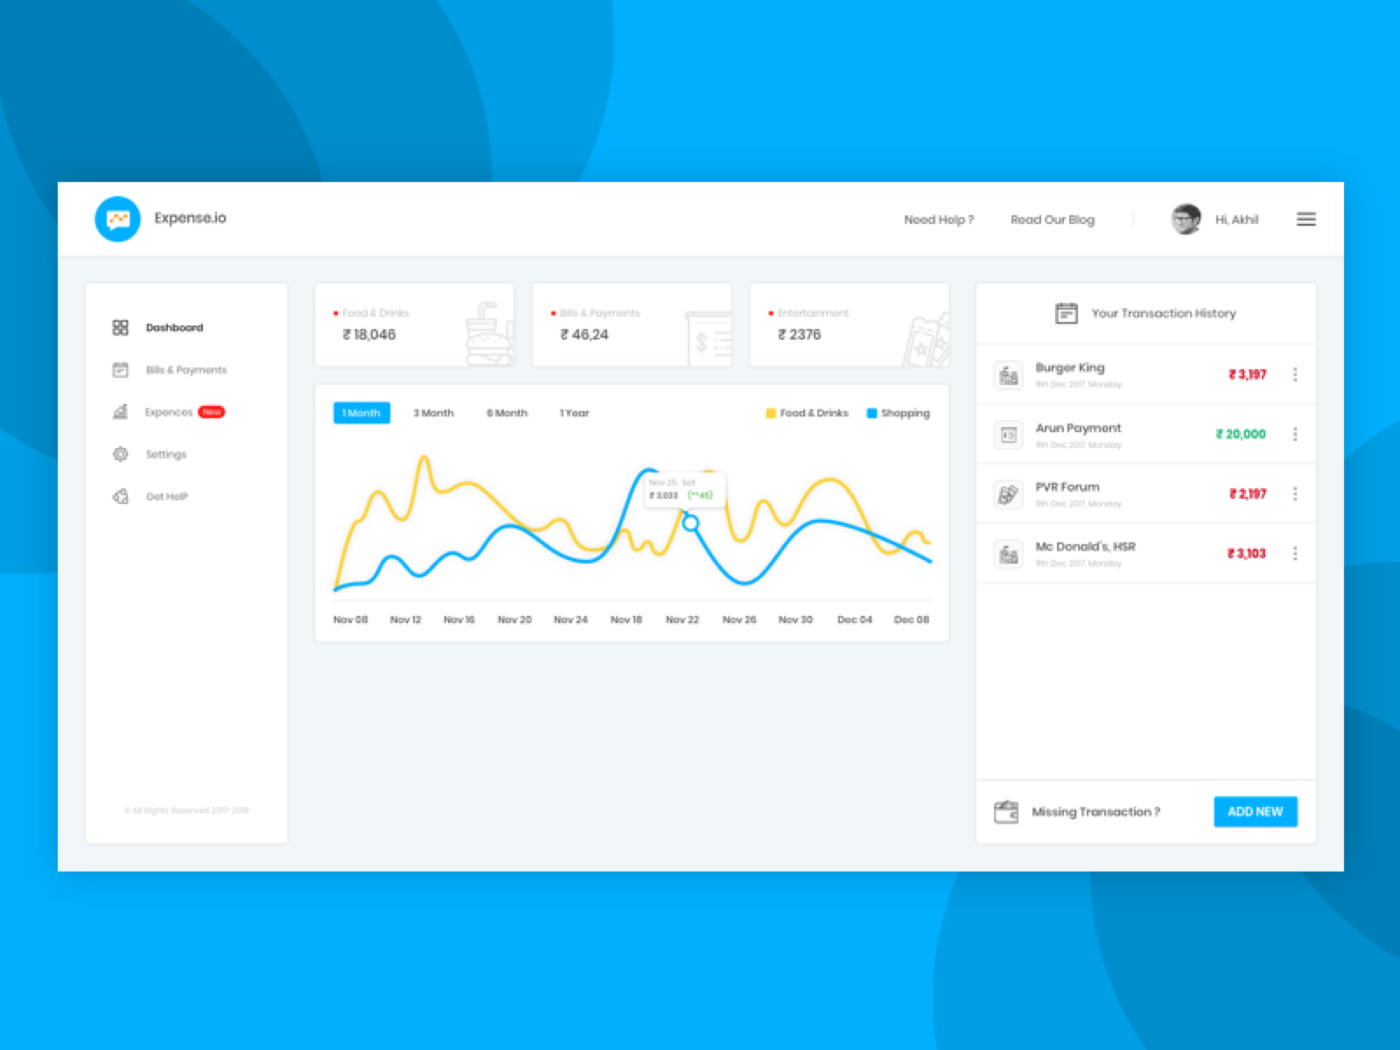 Expense.io
Need Help ?
Read Our Blog
Hi, Akhil
Dashboard
Bills & Payments
Expences New
Settings
Get Help
© All Rights Reserved 2017-2018
Food & Drinks
₹ 18,046
Bills & Payments
₹ 46,24
Entertainment
₹ 2376
1 Month
3 Month
6 Month
1 Year
Food & Drinks
Shopping
Nov 25, Sat
₹ 3,033
Nov 08
Nov 12
Nov 16
Nov 20
Nov 24
Nov 18
Nov 22
Nov 26
Nov 30
Dec 04
Dec 08
Your Transaction History
Burger King
₹ 3,197
9th Dec 2017, Monday
Arun Payment
₹ 20,000
9th Dec 2017, Monday
PVR Forum
₹ 2,197
9th Dec 2017, Monday
Mc Donald's, HSR
₹ 3,103
9th Dec 2017, Monday
Missing Transaction ?
ADD NEW